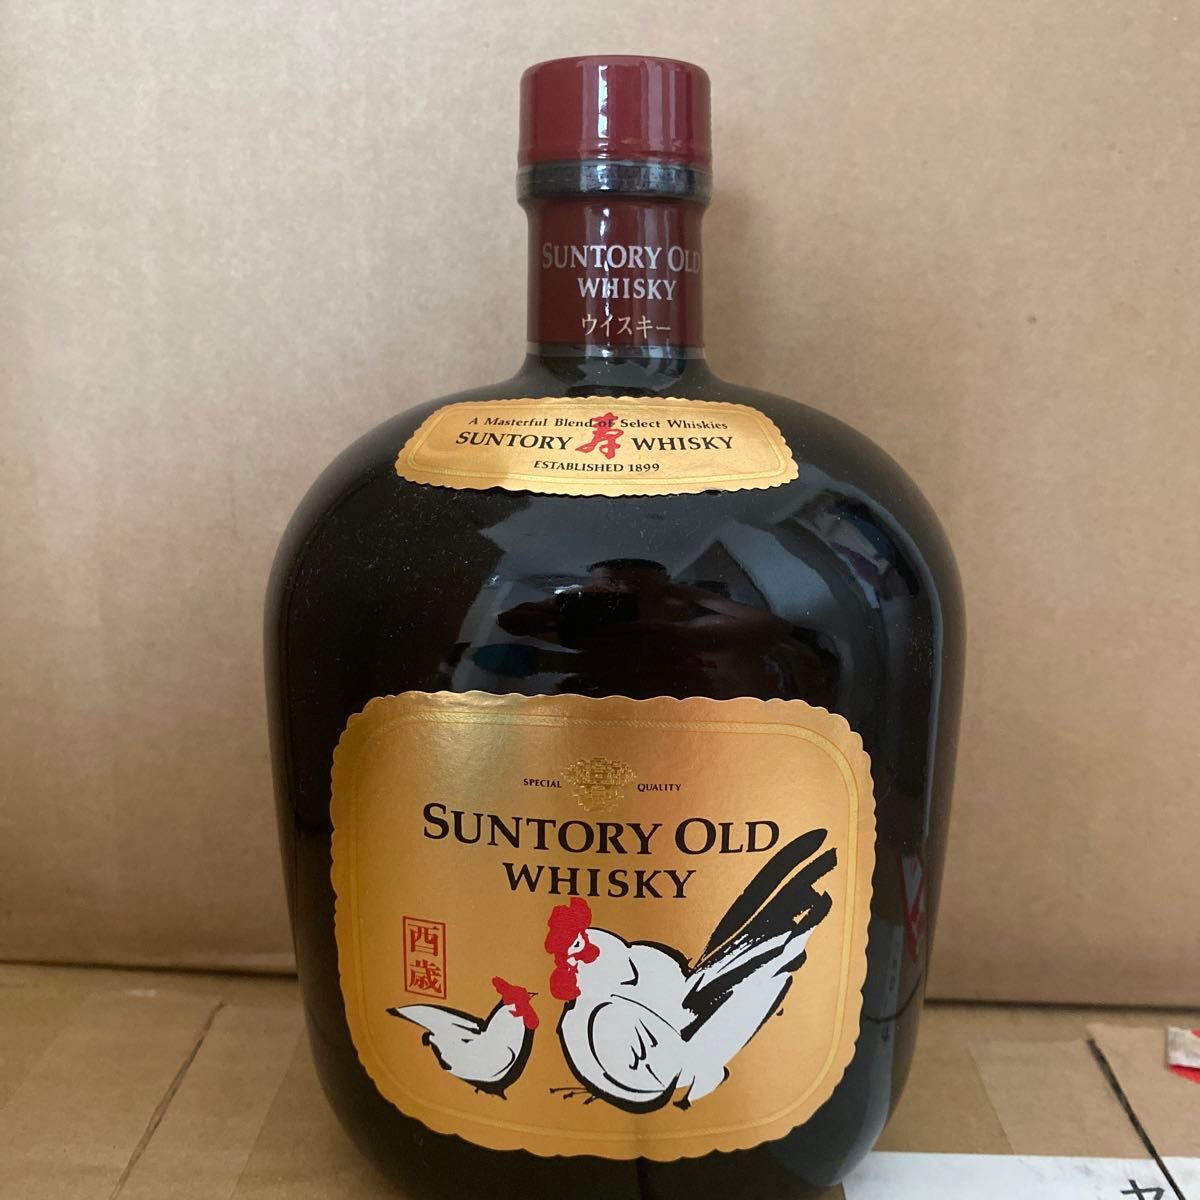 SUNTORY OLD
WHISKY
ウイスキー
A Masterful Blend of Select Whiskies
SUNTORY 寿 WHISKY
ESTABLISHED 1899
SPECIAL QUALITY
SUNTORY OLD
WHISKY
酉歳